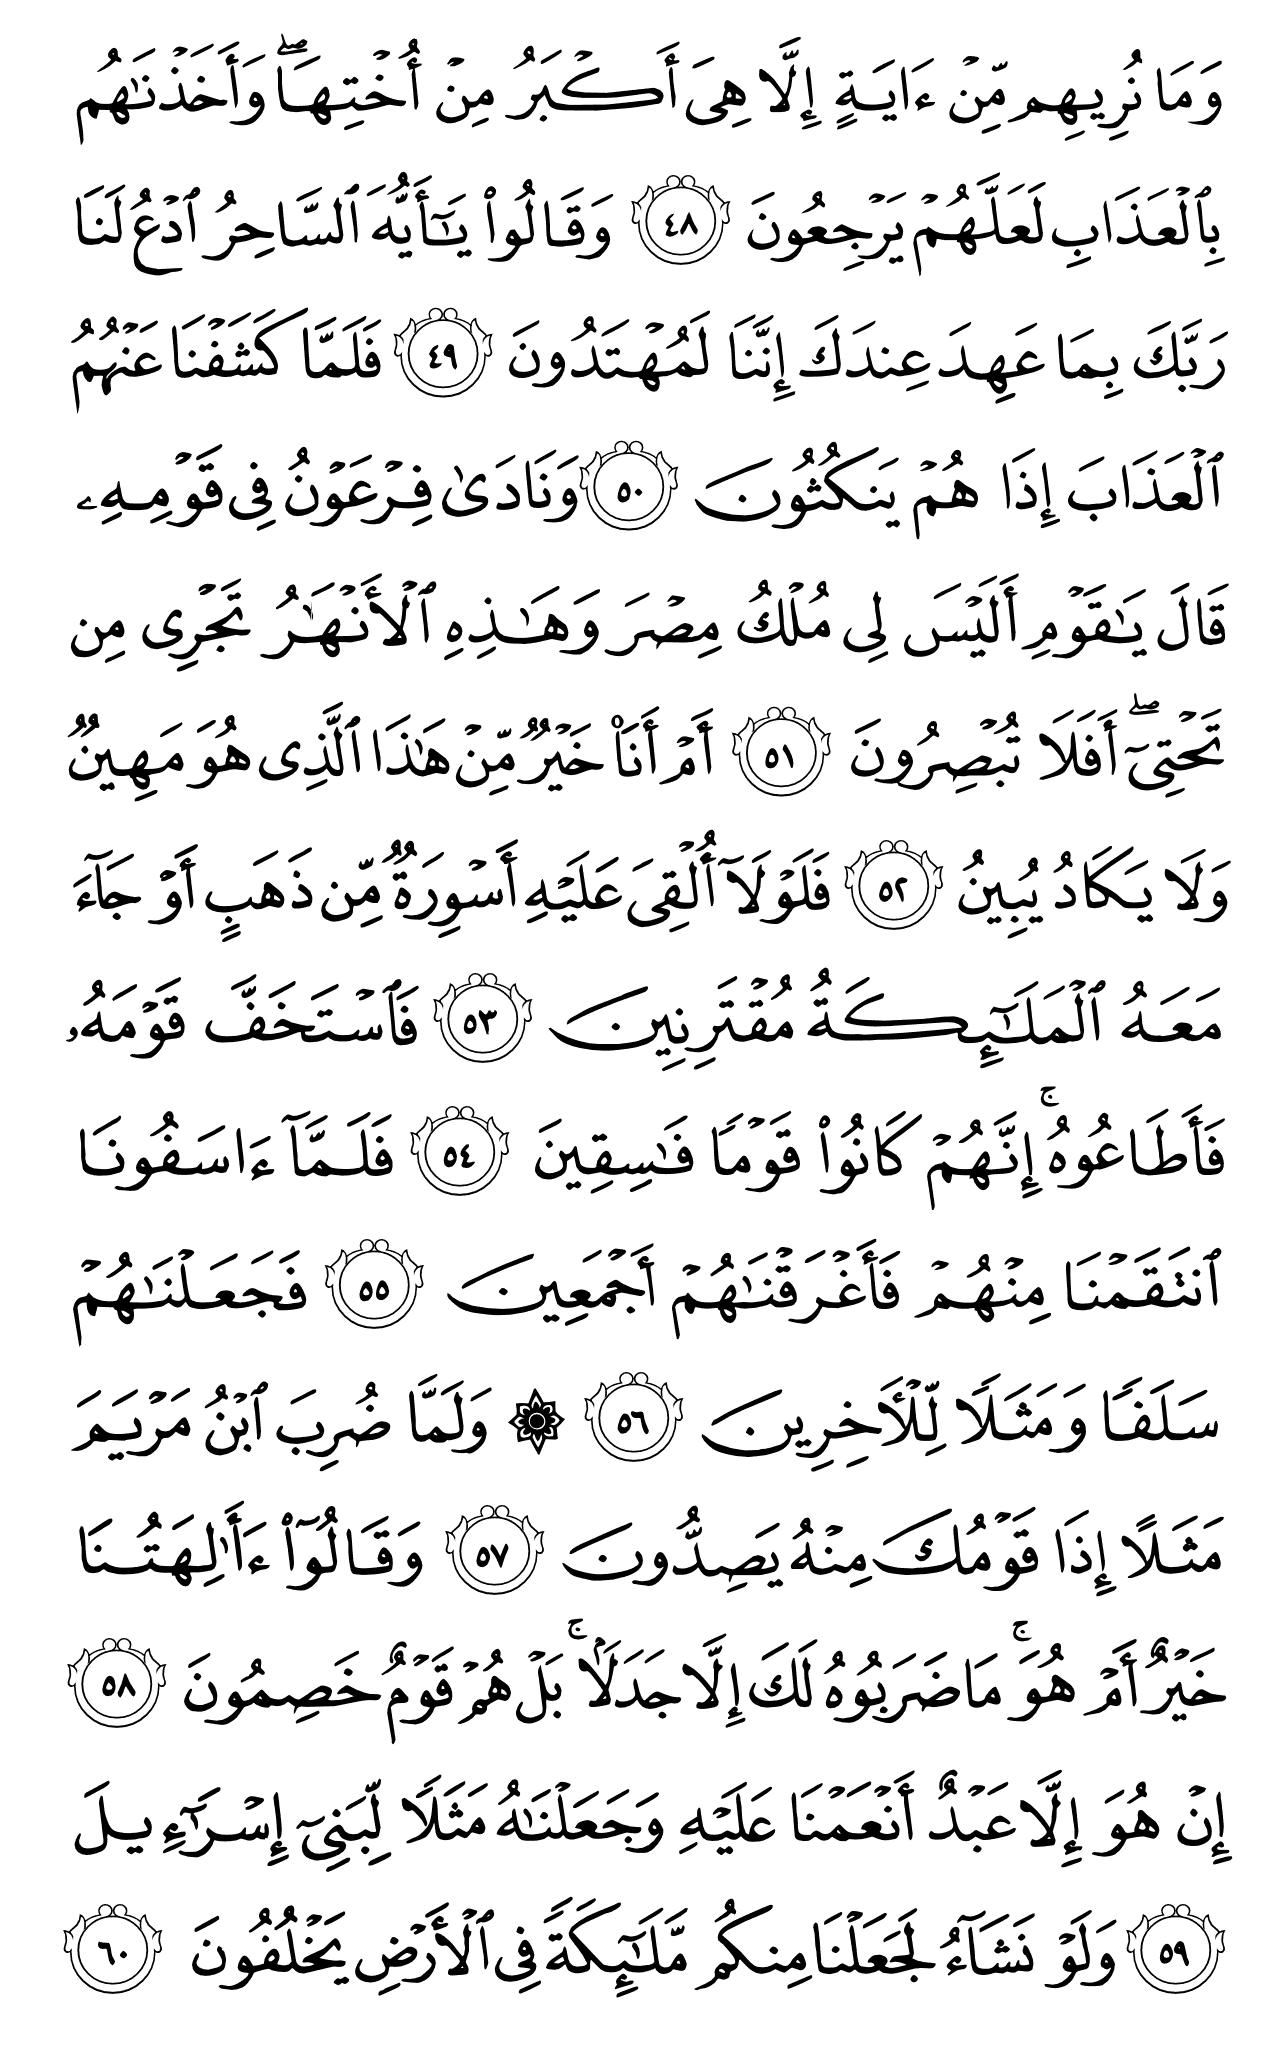 وَمَا نُرِيهِم مِّنۡ ءَايَةٍ إِلَّا هِىَ أَكۡبَرُ مِنۡ أُخۡتِهَاۖ وَأَخَذۡنَٰهُم
بِٱلۡعَذَابِ لَعَلَّهُمۡ يَرۡجِعُونَ ٤٨ وَقَالُواْ يَٰٓأَيُّهَ ٱلسَّاحِرُ ٱدۡعُ لَنَا
رَبَّكَ بِمَا عَهِدَ عِندَكَ إِنَّنَا لَمُهۡتَدُونَ ٤٩ فَلَمَّا كَشَفۡنَا عَنۡهُمُ
ٱلۡعَذَابَ إِذَا هُمۡ يَنكُثُونَ ٥٠ وَنَادَىٰ فِرۡعَوۡنُ فِى قَوۡمِهِۦ
قَالَ يَٰقَوۡمِ أَلَيۡسَ لِى مُلۡكُ مِصۡرَ وَهَٰذِهِ ٱلۡأَنۡهَٰرُ تَجۡرِى مِن
تَحۡتِىٓۖ أَفَلَا تُبۡصِرُونَ ٥١ أَمۡ أَنَا۠ خَيۡرٌ مِّنۡ هَٰذَا ٱلَّذِى هُوَ مَهِينٌ
وَلَا يَكَادُ يُبِينُ ٥٢ فَلَوۡلَآ أُلۡقِىَ عَلَيۡهِ أَسۡوِرَةٌ مِّن ذَهَبٍ أَوۡ جَآءَ
مَعَهُ ٱلۡمَلَٰٓئِكَةُ مُقۡتَرِنِينَ ٥٣ فَٱسۡتَخَفَّ قَوۡمَهُۥ
فَأَطَاعُوهُۚ إِنَّهُمۡ كَانُواْ قَوۡمًا فَٰسِقِينَ ٥٤ فَلَمَّآ ءَاسَفُونَا
ٱنتَقَمۡنَا مِنۡهُمۡ فَأَغۡرَقۡنَٰهُمۡ أَجۡمَعِينَ ٥٥ فَجَعَلۡنَٰهُمۡ
سَلَفًا وَمَثَلًا لِّلۡأٓخِرِينَ ٥٦ ۞ وَلَمَّا ضُرِبَ ٱبۡنُ مَرۡيَمَ
مَثَلًا إِذَا قَوۡمُكَ مِنۡهُ يَصِدُّونَ ٥٧ وَقَالُوٓاْ ءَأَٰلِهَتُنَا
خَيۡرٌ أَمۡ هُوَۚ مَا ضَرَبُوهُ لَكَ إِلَّا جَدَلَۢاۚ بَلۡ هُمۡ قَوۡمٌ خَصِمُونَ ٥٨
إِنۡ هُوَ إِلَّا عَبۡدٌ أَنۡعَمۡنَا عَلَيۡهِ وَجَعَلۡنَٰهُ مَثَلًا لِّبَنِىٓ إِسۡرَٰٓءِيلَ
٥٩ وَلَوۡ نَشَآءُ لَجَعَلۡنَا مِنكُم مَّلَٰٓئِكَةً فِى ٱلۡأَرۡضِ يَخۡلُفُونَ ٦٠